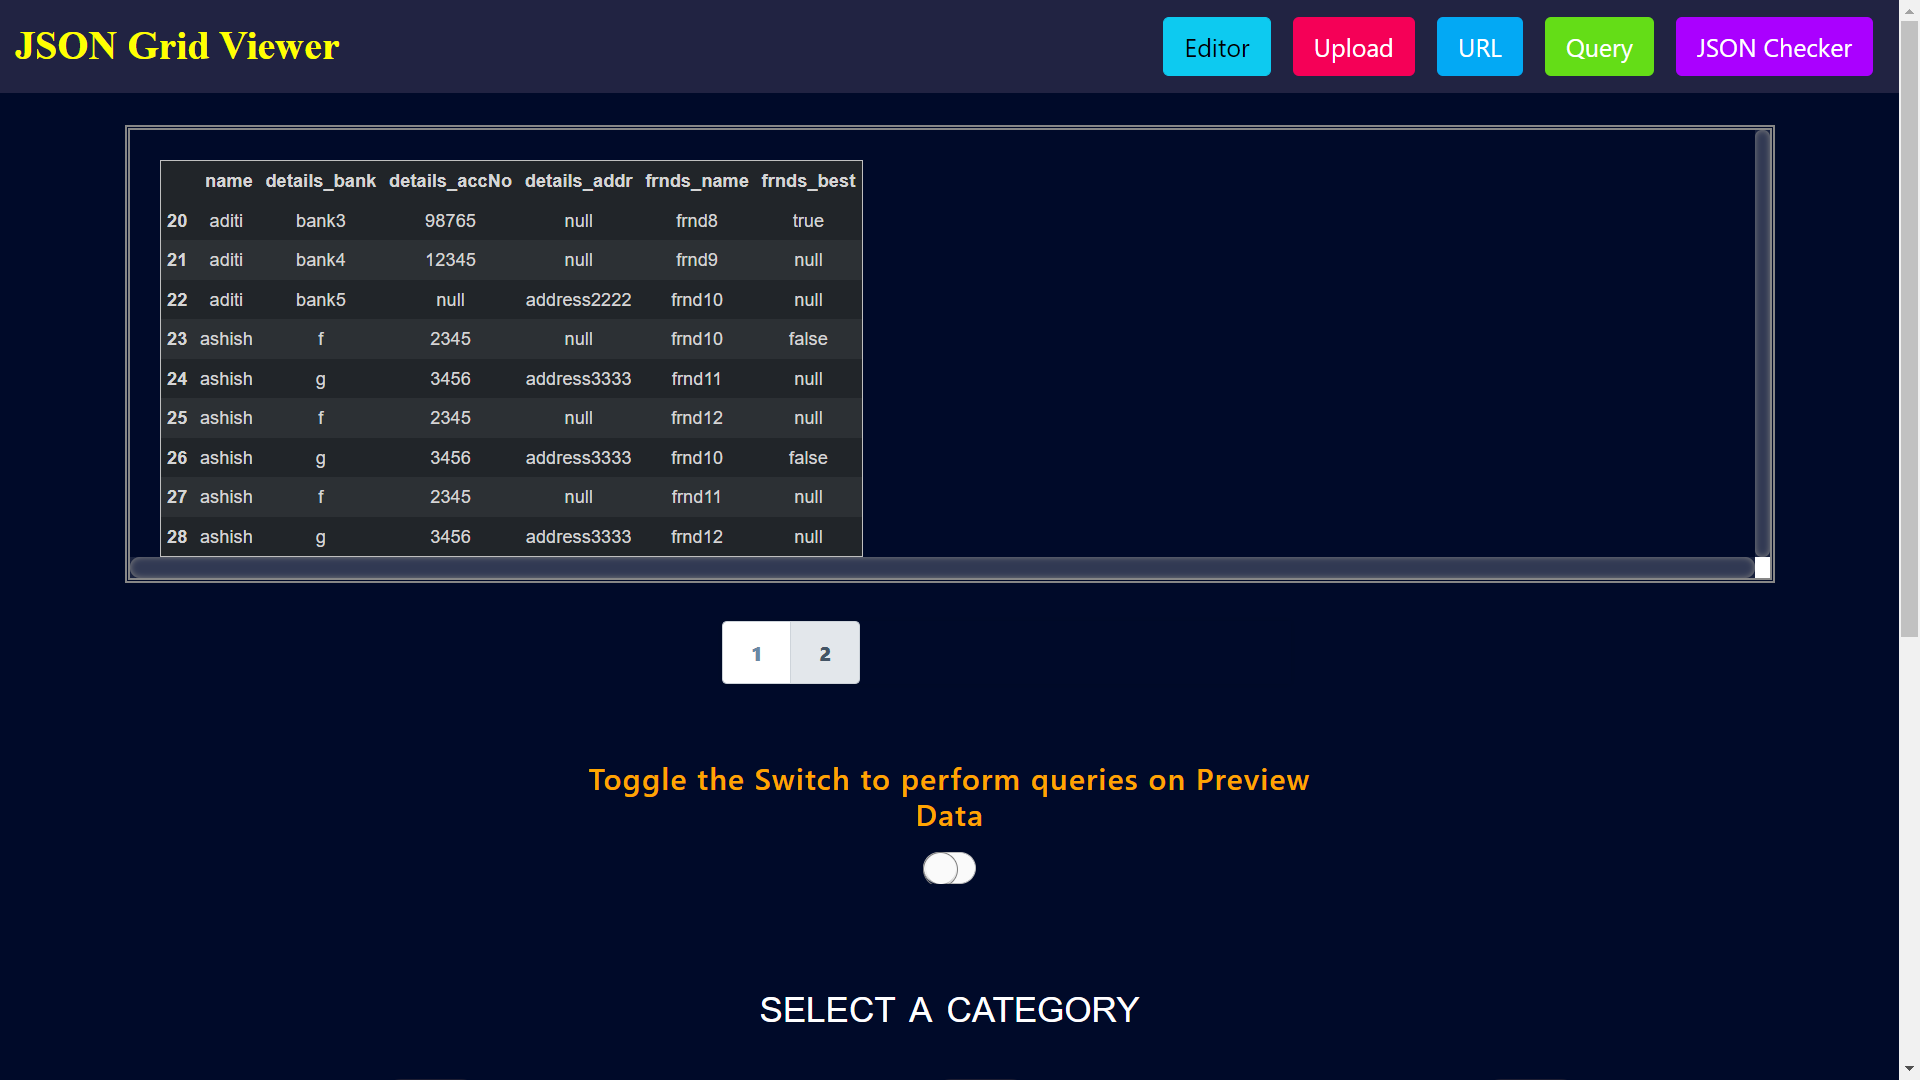 JSON Grid Viewer Editor Upload URL Query JSON Checker
name details_bank details_accNo details_addr frnds_name frnds_best
20 aditi bank3 98765 null frnd8 true
21 aditi bank4 12345 null frnd9 null
22 aditi bank5 null address2222 frnd10 null
23 ashish f 2345 null frnd10 false
24 ashish g 3456 address3333 frnd11 null
25 ashish f 2345 null frnd12 null
26 ashish g 3456 address3333 frnd10 false
27 ashish f 2345 null frnd11 null
28 ashish g 3456 address3333 frnd12 null
1 2
Toggle the Switch to perform queries on Preview
Data
SELECT A CATEGORY